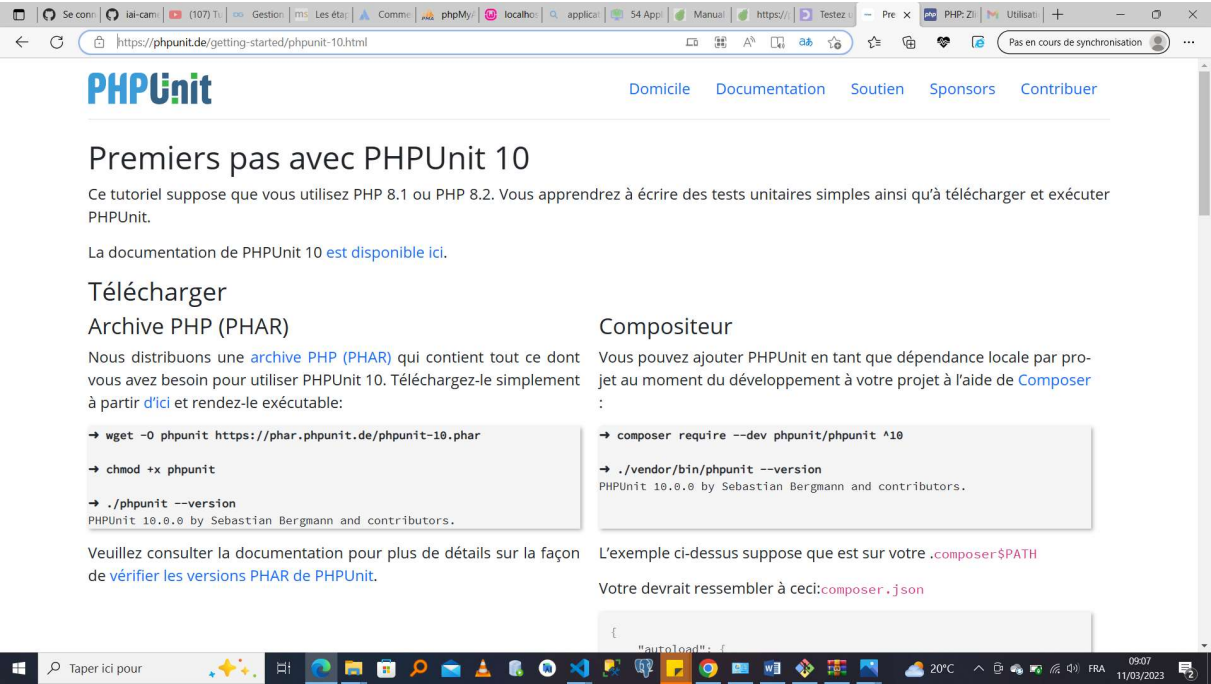 Se conn
iai-cam
(107) Tu
Gestion
Les étap
Comme
phpMyA
localhos
applicat
54 Appl
Manual
https://
Testez u
Pre
PHP: ZI
Utilisati
https://phpunit.de/getting-started/phpunit-10.html
Pas en cours de synchronisation
PHPUnit
Domicile Documentation Soutien Sponsors Contribuer
Premiers pas avec PHPUnit 10
Ce tutoriel suppose que vous utilisez PHP 8.1 ou PHP 8.2. Vous apprendrez à écrire des tests unitaires simples ainsi qu'à télécharger et exécuter
PHPUnit.
La documentation de PHPUnit 10 est disponible ici.
Télécharger
Archive PHP (PHAR)
Nous distribuons une archive PHP (PHAR) qui contient tout ce dont
vous avez besoin pour utiliser PHPUnit 10. Téléchargez-le simplement
à partir d'ici et rendez-le exécutable:
➜ wget -O phpunit https://phar.phpunit.de/phpunit-10.phar
➜ chmod +x phpunit
➜ ./phpunit --version
PHPUnit 10.0.0 by Sebastian Bergmann and contributors.
Veuillez consulter la documentation pour plus de détails sur la façon
de vérifier les versions PHAR de PHPUnit.
Compositeur
Vous pouvez ajouter PHPUnit en tant que dépendance locale par pro-
jet au moment du développement à votre projet à l'aide de Composer
:
➜ composer require --dev phpunit/phpunit ^10
➜ ./vendor/bin/phpunit --version
PHPUnit 10.0.0 by Sebastian Bergmann and contributors.
L'exemple ci-dessus suppose que est sur votre .composer$PATH
Votre devrait ressembler à ceci:composer.json
{
"autoload": {
Taper ici pour
20°C
FRA
09:07
11/03/2023